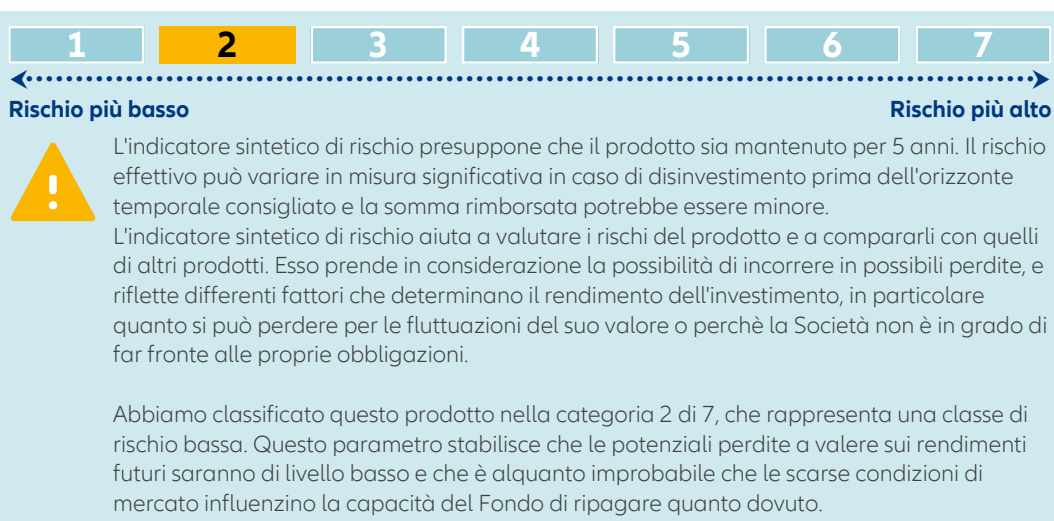 1 2 3 4 5 6 7
Rischio più basso Rischio più alto
L'indicatore sintetico di rischio presuppone che il prodotto sia mantenuto per 5 anni. Il rischio
effettivo può variare in misura significativa in caso di disinvestimento prima dell'orizzonte
temporale consigliato e la somma rimborsata potrebbe essere minore.
L'indicatore sintetico di rischio aiuta a valutare i rischi del prodotto e a compararli con quelli
di altri prodotti. Esso prende in considerazione la possibilità di incorrere in possibili perdite, e
riflette differenti fattori che determinano il rendimento dell'investimento, in particolare
quanto si può perdere per le fluttuazioni del suo valore o perchè la Società non è in grado di
far fronte alle proprie obbligazioni.
Abbiamo classificato questo prodotto nella categoria 2 di 7, che rappresenta una classe di
rischio bassa. Questo parametro stabilisce che le potenziali perdite a valere sui rendimenti
futuri saranno di livello basso e che è alquanto improbabile che le scarse condizioni di
mercato influenzino la capacità del Fondo di ripagare quanto dovuto.